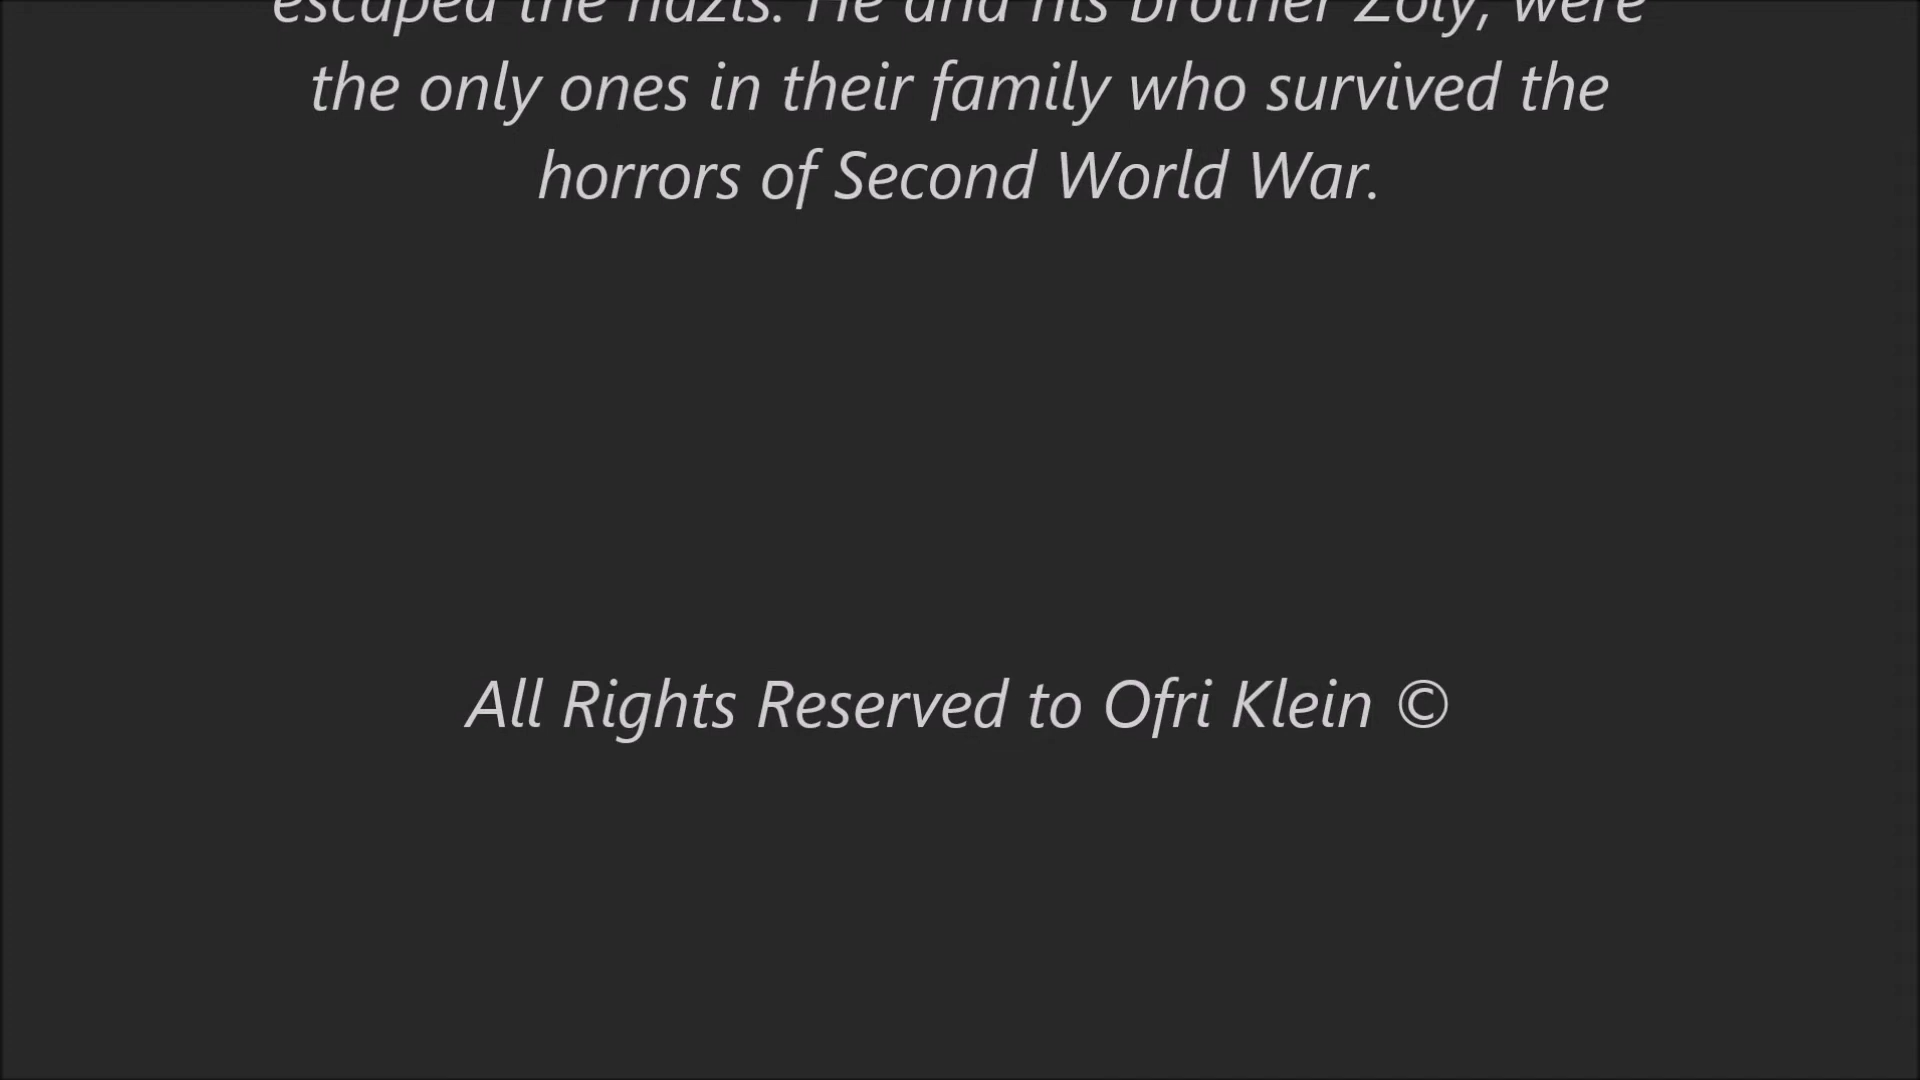 escaped the nazis. He and his brother Zoly, were
the only ones in their family who survived the
horrors of Second World War.
All Rights Reserved to Ofri Klein ©